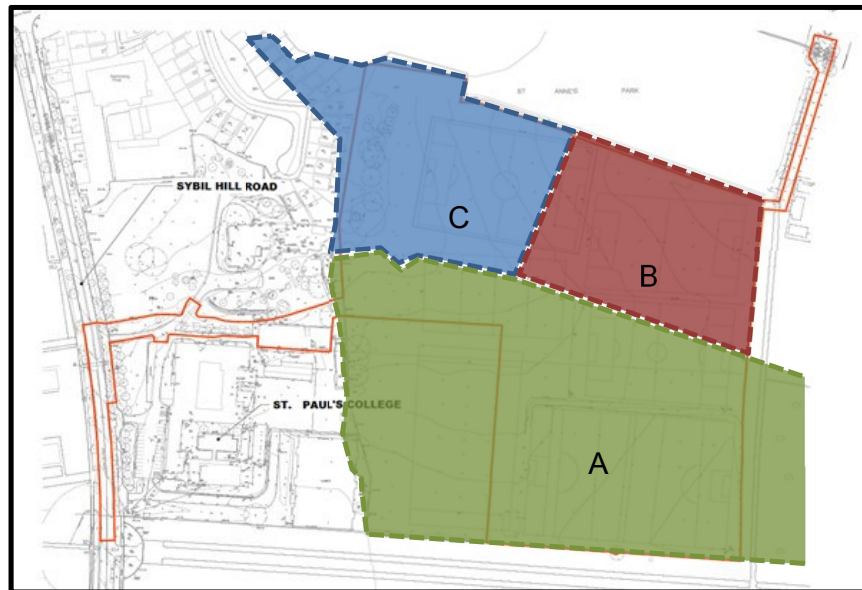 ST ANNE'S PARK
SYBIL HILL ROAD
C
B
ST. PAUL'S COLLEGE
A